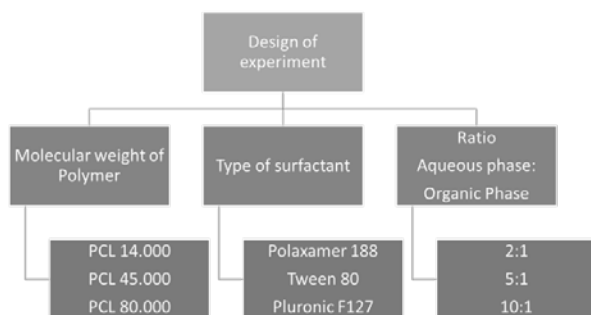 Design of
experiment
Molecular weight of
Polymer
Type of surfactant
Ratio
Aqueous phase:
Organic Phase
PCL 14.000
PCL 45.000
PCL 80.000
Polaxamer 188
Tween 80
Pluronic F127
2:1
5:1
10:1